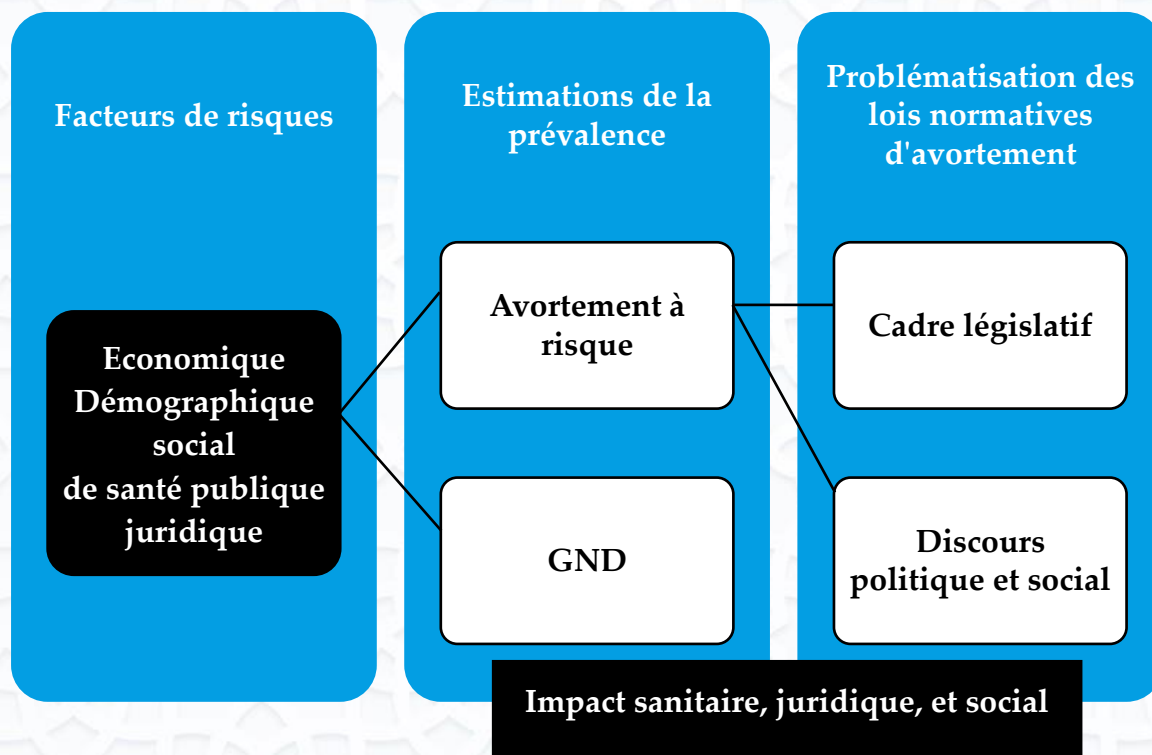 Facteurs de risques
Economique
Démographique
social
de santé publique
juridique
Estimations de la
prévalence
Avortement à
risque
GND
Problématisation des
lois normatives
d'avortement
Cadre législatif
Discours
politique et social
Impact sanitaire, juridique, et social